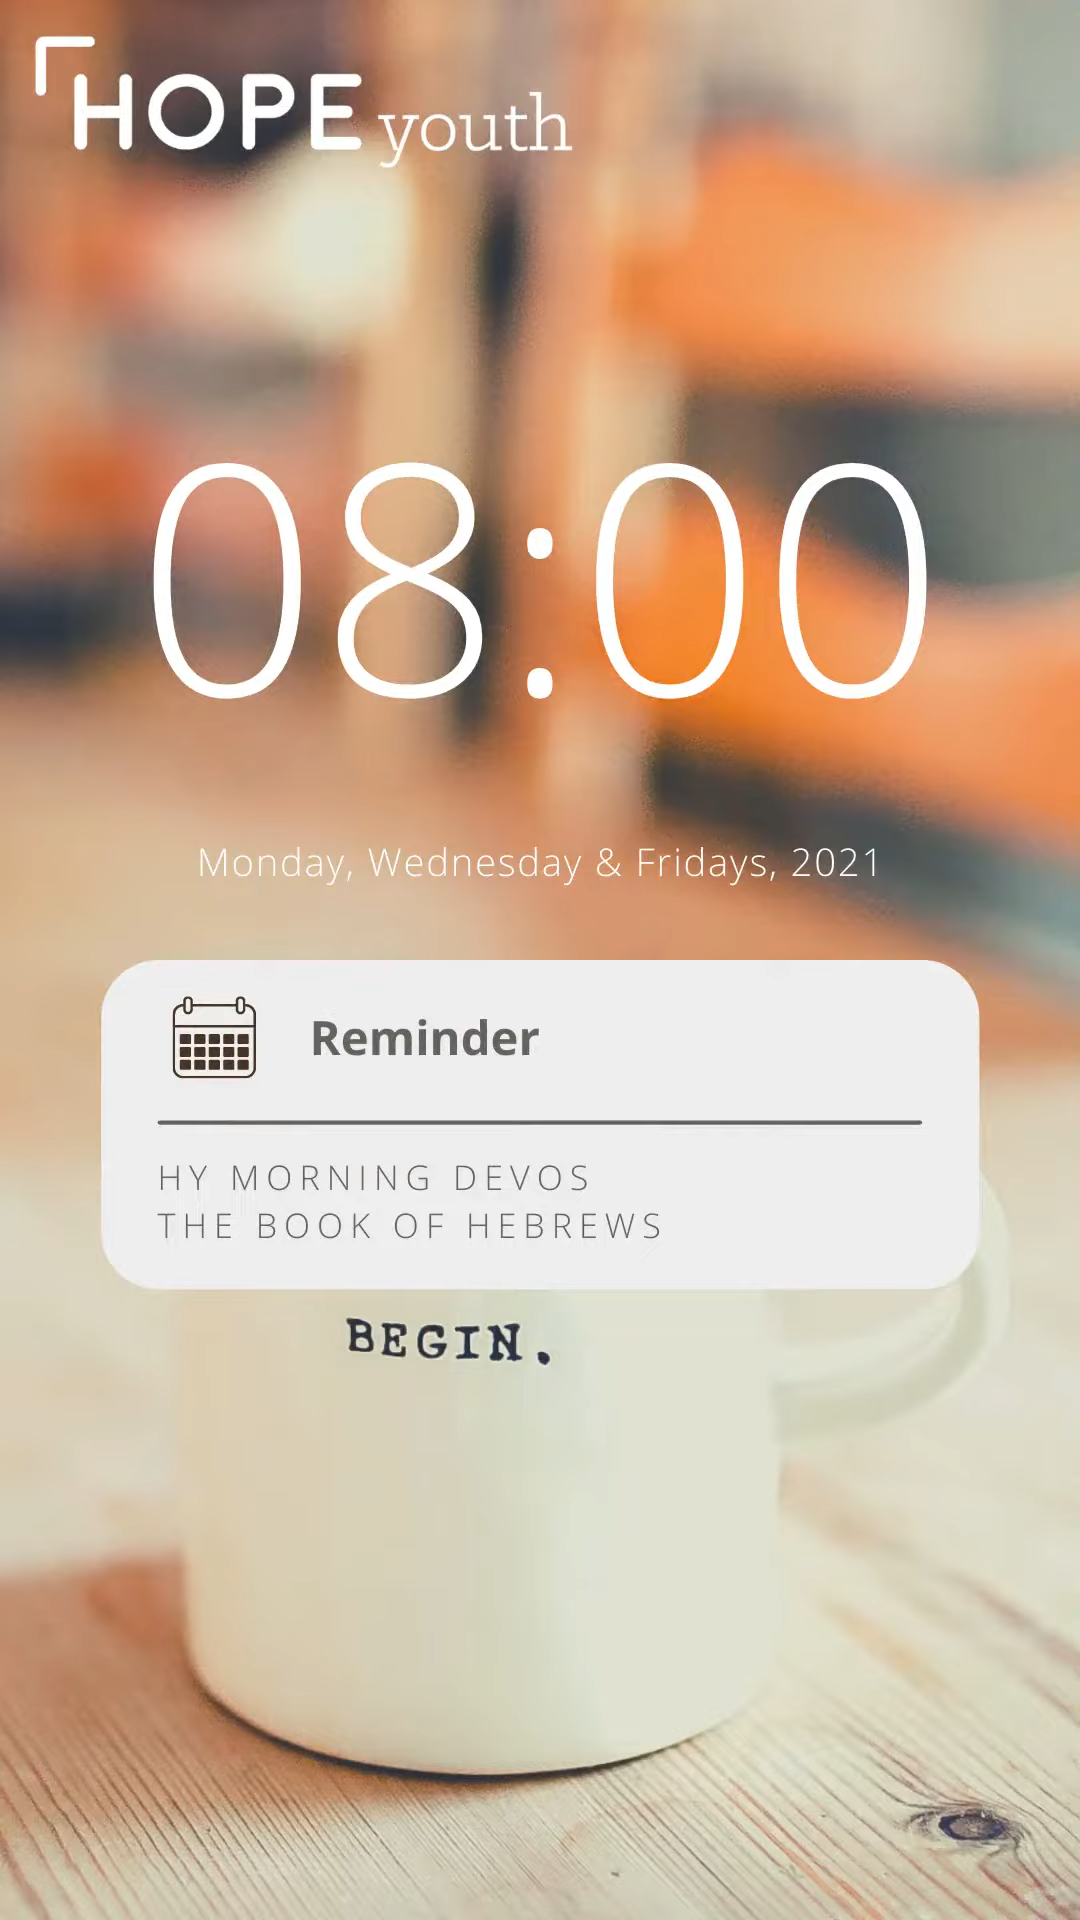 HOPE youth
08:00
Monday, Wednesday & Fridays, 2021
Reminder
HY MORNING DEVOS
THE BOOK OF HEBREWS
BEGIN.